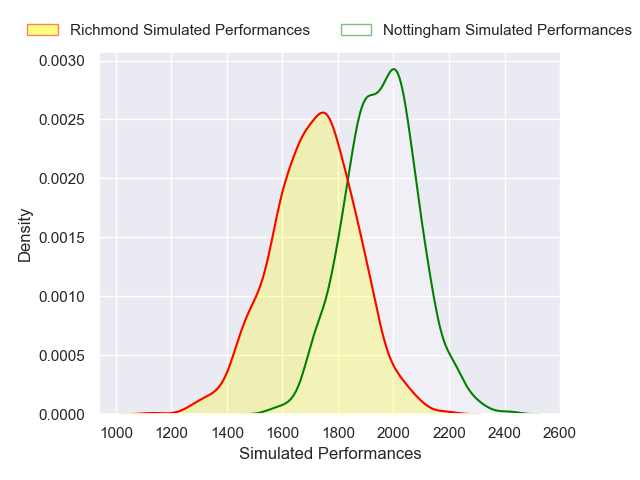 Richmond Simulated Performances
Nottingham Simulated Performances
0.0030
0.0025
0.0020
0.0015
0.0010
0.0005
0.0000
Density
1000 1200 1400 1600 1800 2000 2200 2400 2600
Simulated Performances